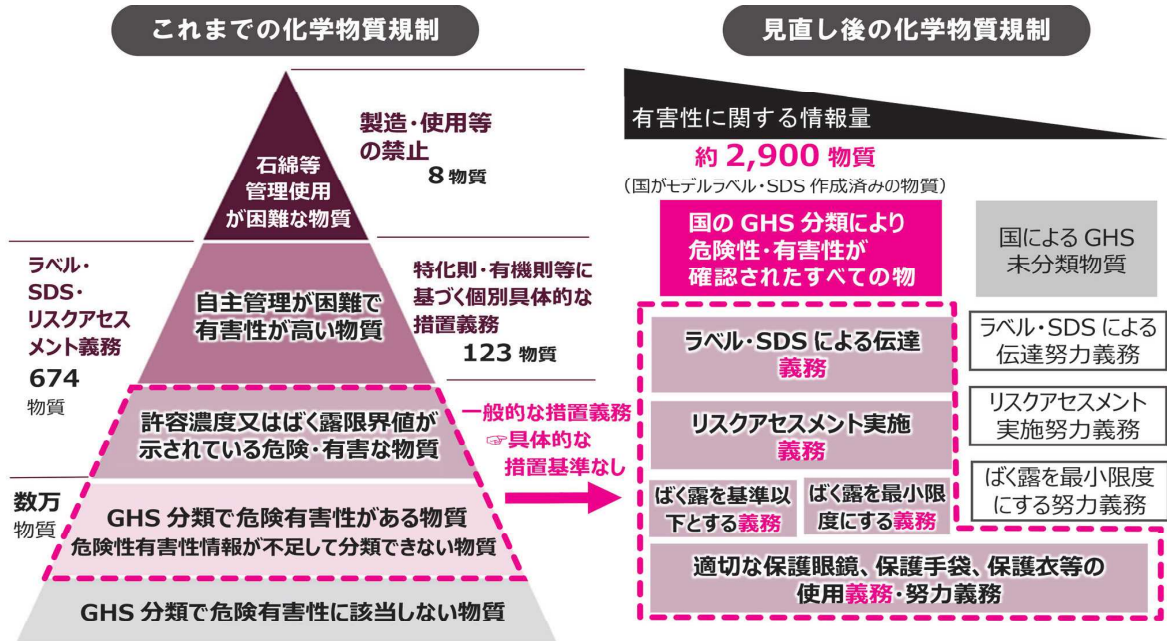 これまでの化学物質規制
石綿等
管理使用
が困難な物質
製造・使用等
の禁止
8 物質
ラベル・
SDS・
リスクアセス
メント義務
674
物質
自主管理が困難で
有害性が高い物質
特化則・有機則等に
基づく個別具体的な
措置義務
123 物質
許容濃度又はばく露限界値が
示されている危険・有害な物質
一般的な措置義務
☞具体的な
措置基準なし
数万
物質
GHS 分類で危険有害性がある物質
危険性有害性情報が不足して分類できない物質
GHS 分類で危険有害性に該当しない物質
見直し後の化学物質規制
有害性に関する情報量
約 2,900 物質
（国がモデルラベル・SDS 作成済みの物質）
国の GHS 分類により
危険性・有害性が
確認されたすべての物
国による GHS
未分類物質
ラベル・SDS による伝達
義務
ラベル・SDS による
伝達努力義務
リスクアセスメント実施
義務
リスクアセスメント
実施努力義務
ばく露を基準以
下とする義務
ばく露を最小限
度にする義務
ばく露を最小限度
にする努力義務
適切な保護眼鏡、保護手袋、保護衣等の
使用義務・努力義務